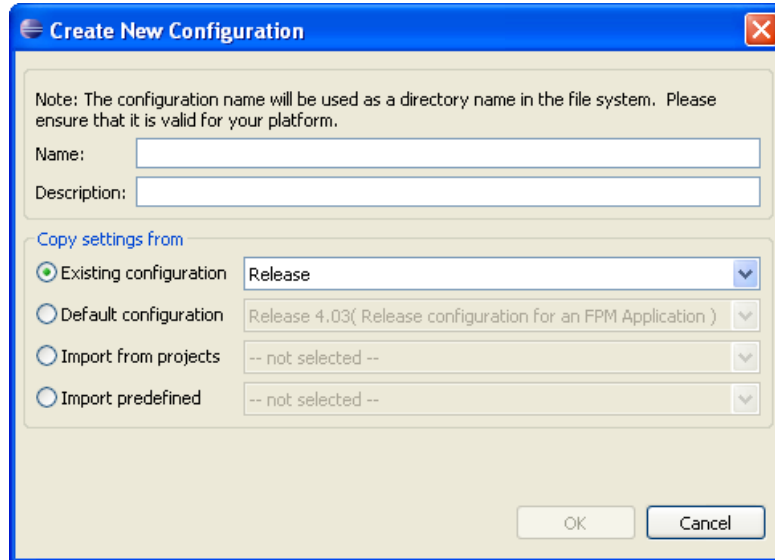 Create New Configuration
Note: The configuration name will be used as a directory name in the file system.  Please
ensure that it is valid for your platform.
Name:
Description:
Copy settings from
Existing configuration Release
Default configuration Release 4.03( Release configuration for an FPM Application )
Import from projects -- not selected --
Import predefined -- not selected --
OK Cancel